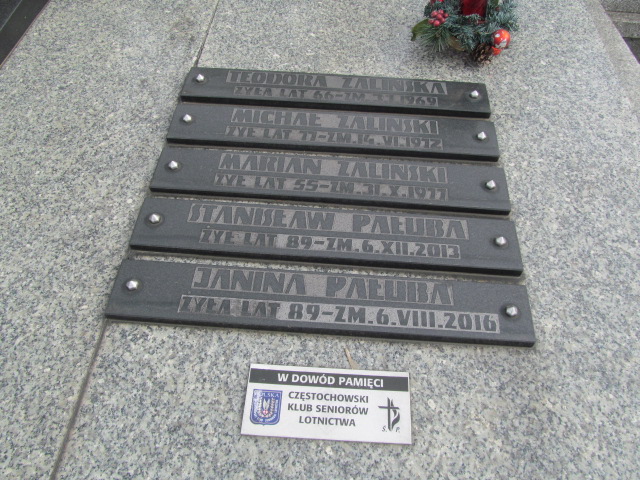 TEODORA ZALIŃSKA
ŻYŁA LAT 66-ZM. 1969
MICHAŁ ZALIŃSKI
ŻYŁ LAT 77-ZM.14.VI.1972
MARIAN ZALIŃSKI
ŻYŁ LAT 55-ZM.31.X.1977
STANISŁAW PAŁUBA
ŻYŁ LAT 89-ZM.6.XII.2013
JANINA PAŁUBA
ŻYŁA LAT 89-ZM.6.VIII.2016
W DOWÓD PAMIĘCI
CZĘSTOCHOWSKI
KLUB SENIORÓW
LOTNICTWA
Ś. P.